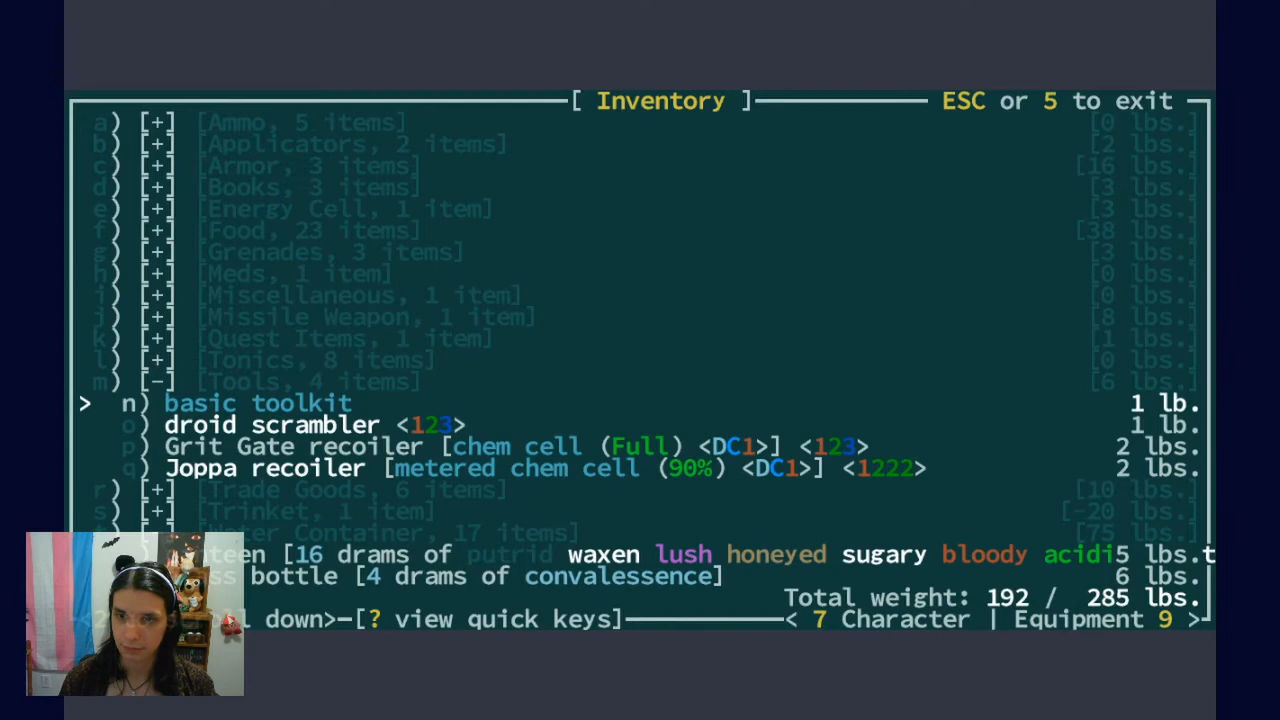 [ Inventory ] ESC or 5 to exit
a) [+] [Ammo, 5 items] [0 lbs.]
b) [+] [Applicators, 2 items] [2 lbs.]
c) [+] [Armor, 3 items] [16 lbs.]
d) [+] [Books, 3 items] [3 lbs.]
e) [+] [Energy Cell, 1 item] [3 lbs.]
f) [+] [Food, 23 items] [38 lbs.]
g) [+] [Grenades, 3 items] [3 lbs.]
h) [+] [Meds, 1 item] [0 lbs.]
i) [+] [Miscellaneous, 1 item] [0 lbs.]
j) [+] [Missile Weapon, 1 item] [8 lbs.]
k) [+] [Quest Items, 1 item] [1 lbs.]
l) [+] [Tonics, 8 items] [0 lbs.]
m) [-] [Tools, 4 items] [6 lbs.]
> n) basic toolkit 1 lb.
o) droid scrambler <123> 1 lb.
p) Grit Gate recoiler [chem cell (Full) <DC1>] <123> 2 lbs.
q) Joppa recoiler [metered chem cell (90%) <DC1>] <1222> 2 lbs.
r) [+] [Trade Goods, 6 items] [10 lbs.]
s) [+] [Trinket, 1 item] [-20 lbs.]
) [+] [Water Container, 17 items] [75 lbs.]
[16 drams of putrid waxen lush honeyed sugary bloody acidi5 lbs.t
bottle [4 drams of convalessence] 6 lbs.
Total weight: 192 / 285 lbs.
down>-[? view quick keys] < 7 Character | Equipment 9 >